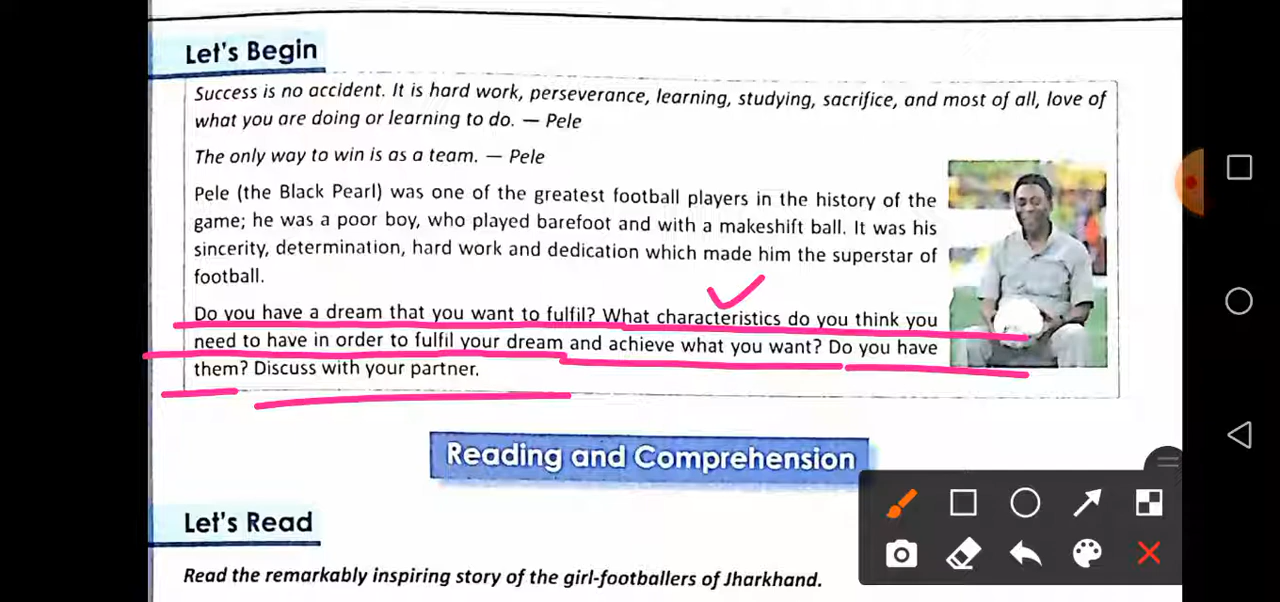 Let's Begin
Success is no accident. It is hard work, perseverance, learning, studying, sacrifice, and most of all, love of
what you are doing or learning to do. — Pele
The only way to win is as a team. — Pele
Pele (the Black Pearl) was one of the greatest football players in the history of the
game; he was a poor boy, who played barefoot and with a makeshift ball. It was his
sincerity, determination, hard work and dedication which made him the superstar of
football.
Do you have a dream that you want to fulfil? What characteristics do you think you
need to have in order to fulfil your dream and achieve what you want? Do you have
them? Discuss with your partner.
Reading and Comprehension
Let's Read
Read the remarkably inspiring story of the girl-footballers of Jharkhand.